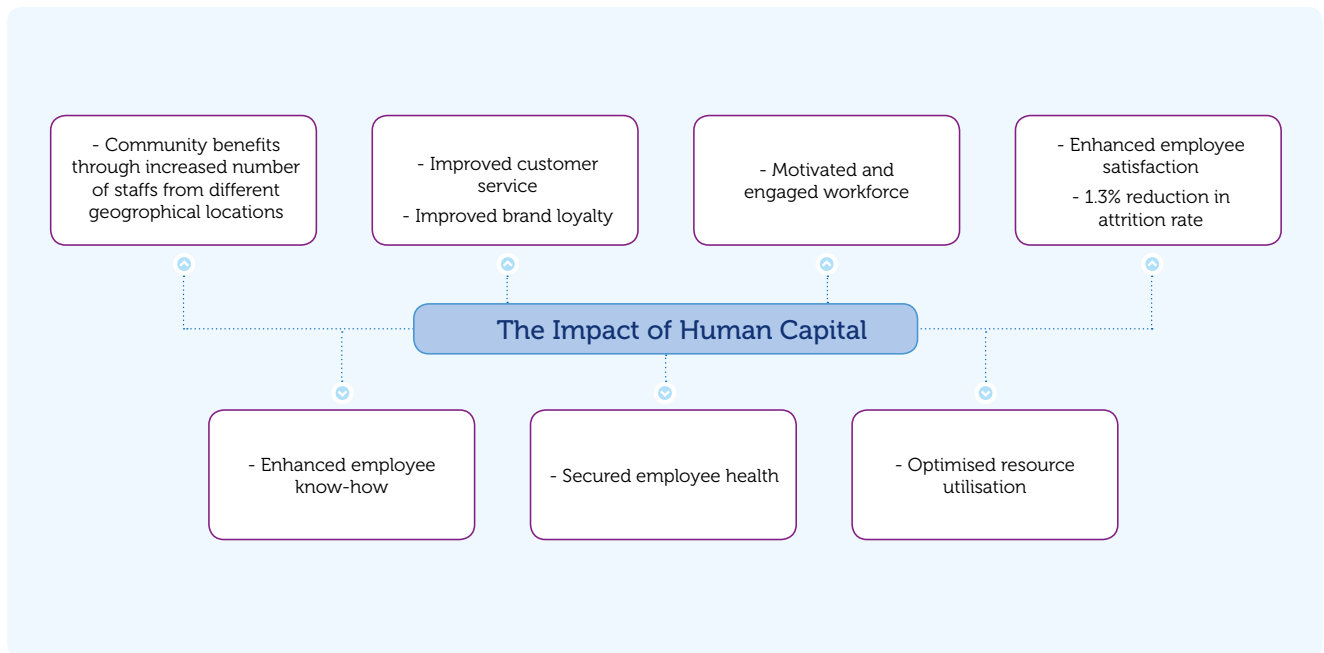 - Community benefits
through increased number
of staffs from different
geographical locations
- Improved customer
service
- Improved brand loyalty
- Motivated and
engaged workforce
- Enhanced employee
satisfaction
- 1.3% reduction in
attrition rate
The Impact of Human Capital
- Enhanced employee
know-how
- Secured employee health
- Optimised resource
utilisation